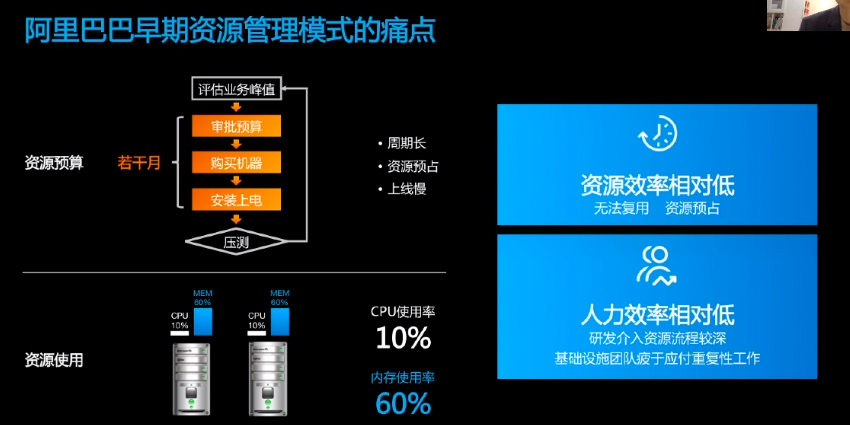 阿里巴巴早期资源管理模式的痛点
资源预算
若干月
评估业务峰值
审批预算
购买机器
安装上电
压测
• 周期长
• 资源预占
• 上线慢
资源使用
CPU
10%
MEM
60%
CPU
10%
MEM
60%
CPU使用率
10%
内存使用率
60%
资源效率相对低
无法复用 资源预占
人力效率相对低
研发介入资源流程较深
基础设施团队疲于应付重复性工作